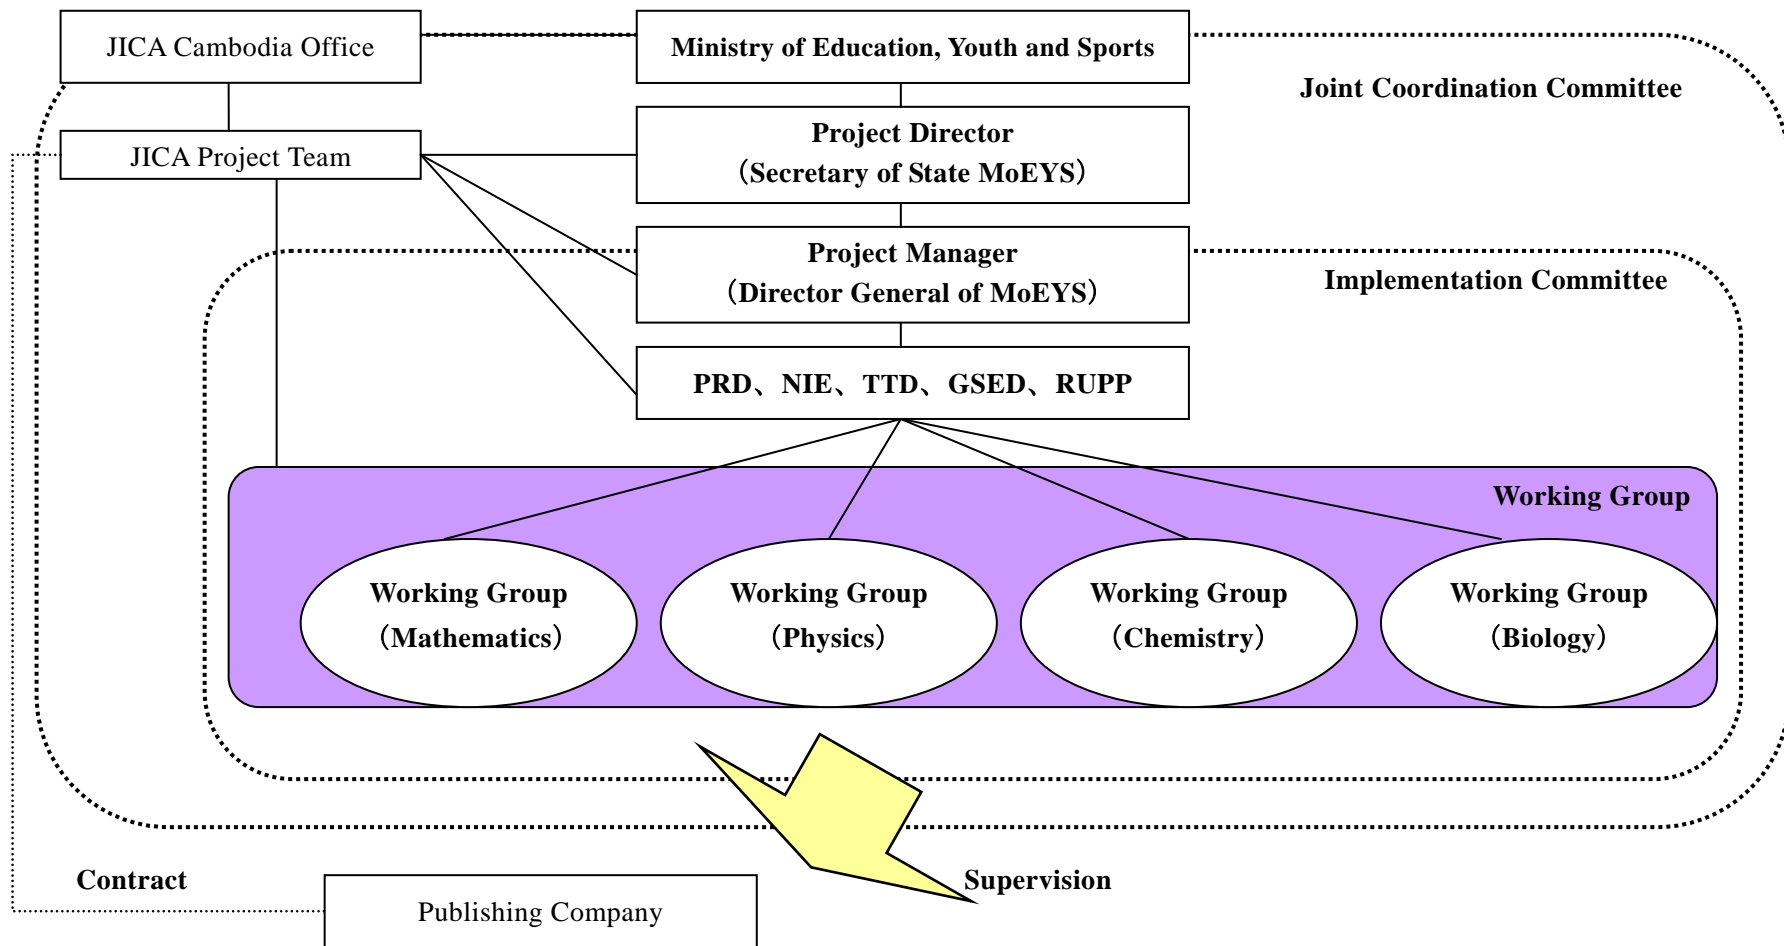 JICA Cambodia Office
Ministry of Education, Youth and Sports
Joint Coordination Committee
JICA Project Team
Project Director
（Secretary of State MoEYS）
Project Manager
（Director General of MoEYS）
Implementation Committee
PRD、NIE、TTD、GSED、RUPP
Working Group
Working Group
（Mathematics）
Working Group
（Physics）
Working Group
（Chemistry）
Working Group
（Biology）
Contract
Supervision
Publishing Company